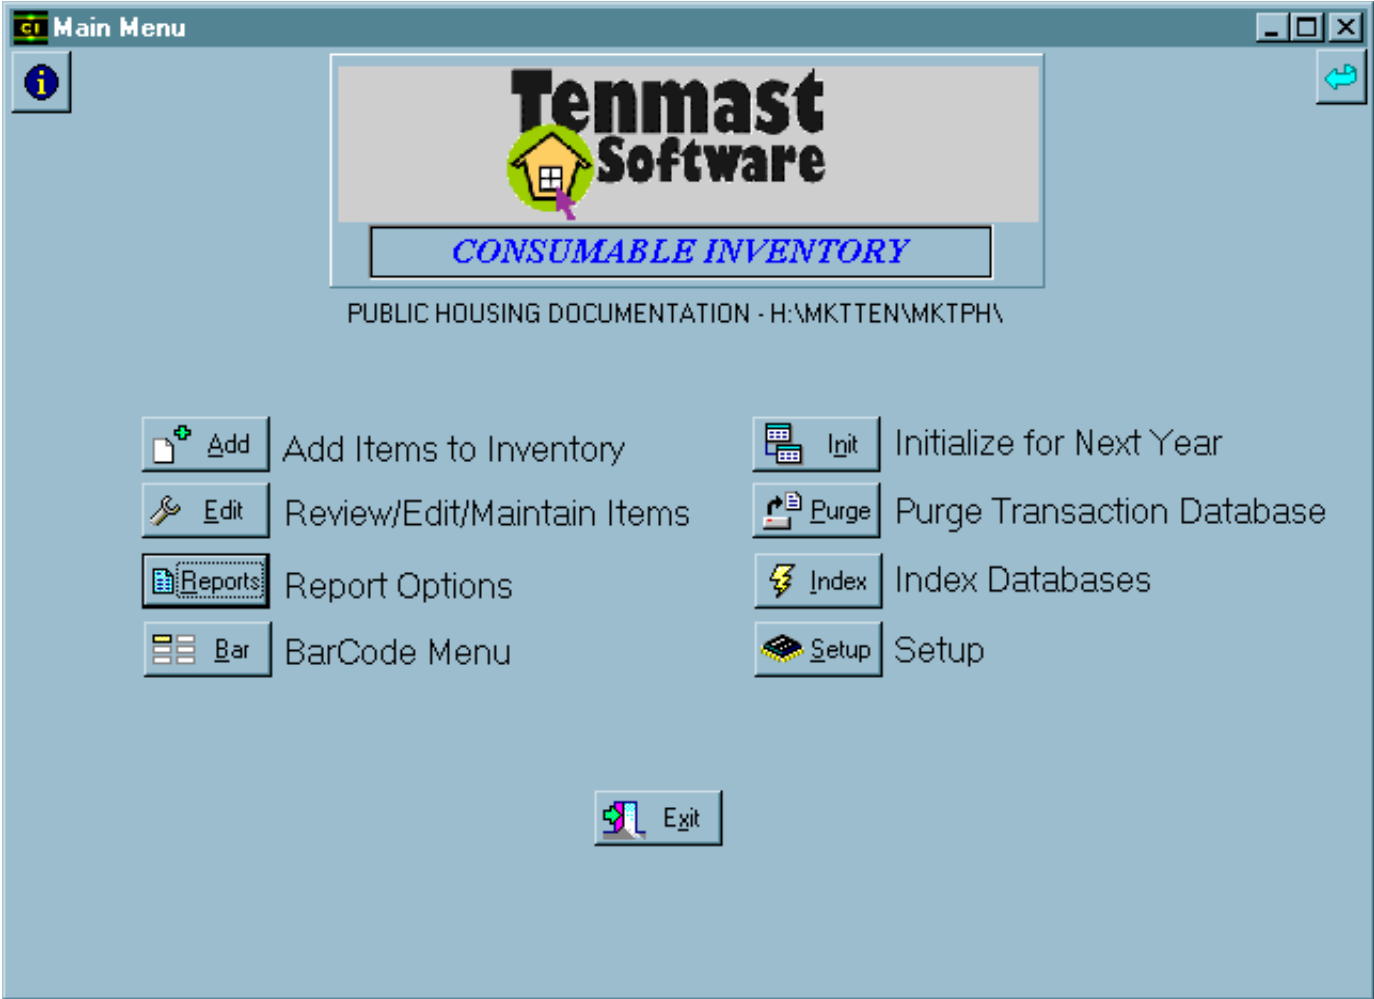 CI Main Menu
i
Tenmast
Software
CONSUMABLE INVENTORY
PUBLIC HOUSING DOCUMENTATION - H:\MKTTEN\MKTPH\
Add Add Items to Inventory
Init Initialize for Next Year
Edit Review/Edit/Maintain Items
Purge Purge Transaction Database
Reports Report Options
Index Index Databases
Bar BarCode Menu
Setup Setup
Exit